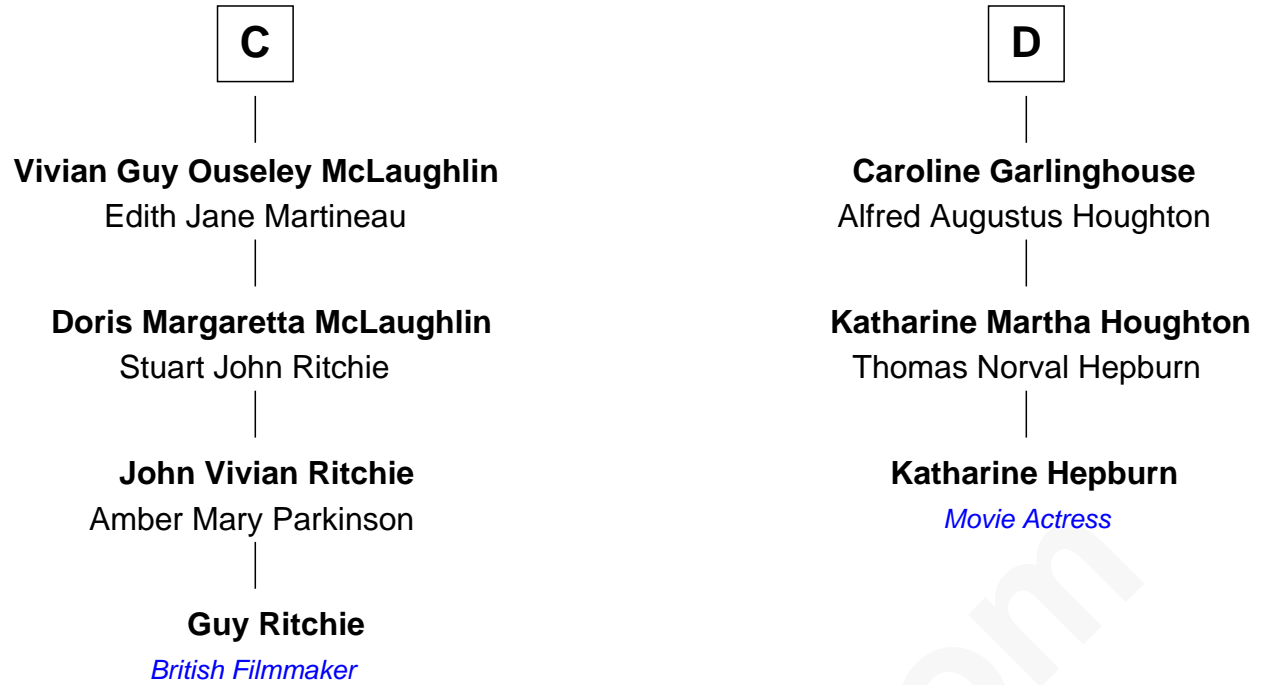 C
Vivian Guy Ouseley McLaughlin
Edith Jane Martineau
Doris Margaretta McLaughlin
Stuart John Ritchie
John Vivian Ritchie
Amber Mary Parkinson
Guy Ritchie
British Filmmaker
D
Caroline Garlinghouse
Alfred Augustus Houghton
Katharine Martha Houghton
Thomas Norval Hepburn
Katharine Hepburn
Movie Actress
om